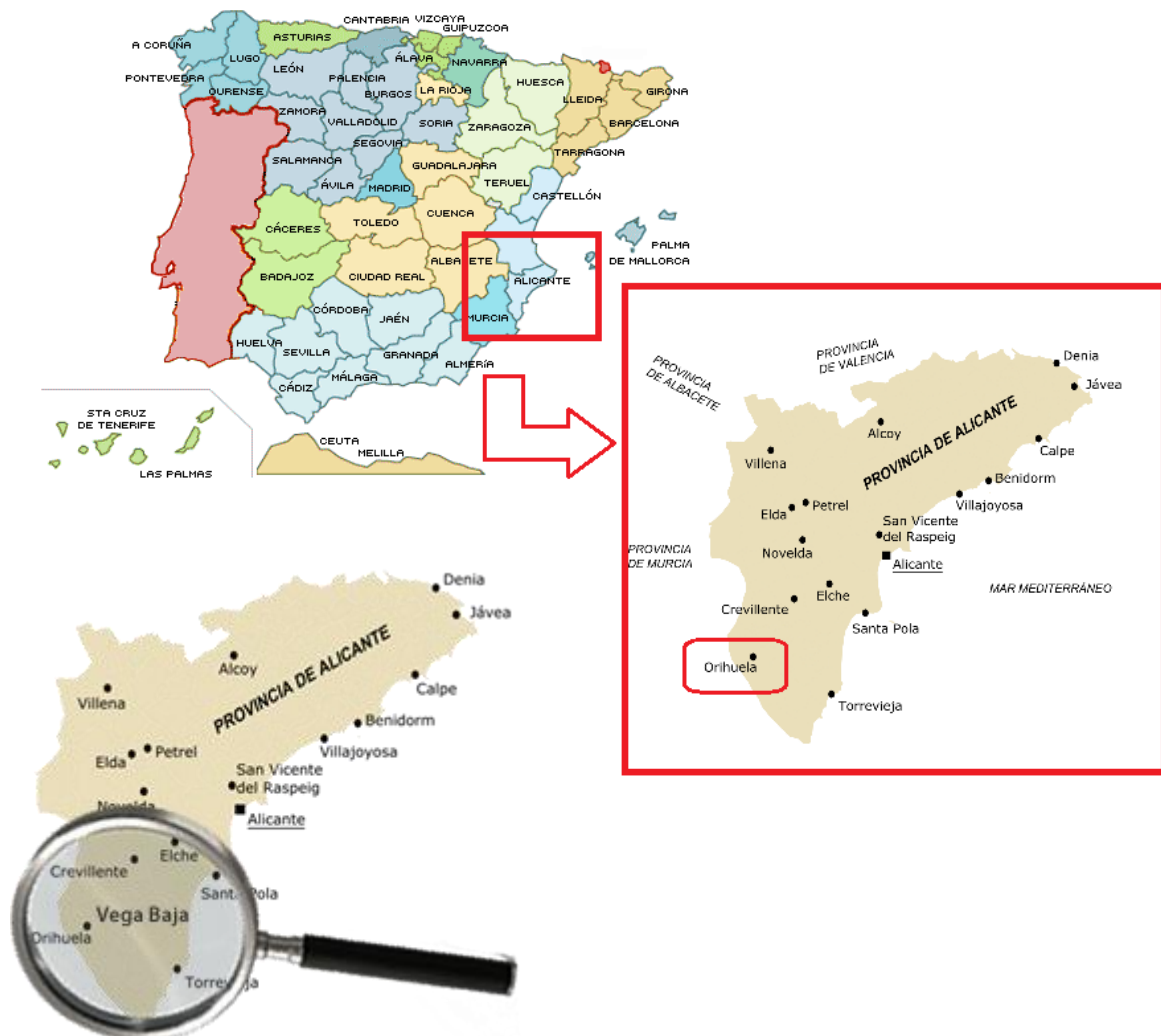 CANTABRIA
VIZCAYA
GUIPUZCOA
A CORUÑA
LUGO
ASTURIAS
ÁLAVA
NAVARRA
PONTEVEDRA
OURENSE
LEÓN
PALENCIA
BURGOS
LA RIOJA
HUESCA
LLEIDA
GIRONA
BARCELONA
TARRAGONA
ZAMORA
VALLADOLID
SORIA
ZARAGOZA
SEGOVIA
SALAMANCA
ÁVILA
MADRID
GUADALAJARA
TERUEL
CASTELLÓN
CÁCERES
TOLEDO
CUENCA
PALMA
DE MALLORCA
BADAJOZ
CIUDAD REAL
ALBACETE
ALICANTE
CÓRDOBA
JAÉN
MURCIA
HUELVA
SEVILLA
GRANADA
ALMERÍA
MÁLAGA
CÁDIZ
STA CRUZ
DE TENERIFE
LAS PALMAS
CEUTA
MELILLA
PROVINCIA
DE ALBACETE
PROVINCIA
DE VALENCIA
Denia
Jávea
Alcoy
PROVINCIA DE ALICANTE
Calpe
Villena
Benidorm
Villajoyosa
Elda
Petrel
San Vicente
del Raspeig
Novelda
Alicante
PROVINCIA
DE MURCIA
MAR MEDITERRÁNEO
Elche
Crevillente
Santa Pola
Orihuela
Torrevieja
Denia
Jávea
Alcoy
PROVINCIA DE ALICANTE
Calpe
Villena
Benidorm
Villajoyosa
Elda
Petrel
San Vicente
del Raspeig
Novelda
Alicante
Elche
Crevillente
Santa Pola
Vega Baja
Orihuela
Torrevieja